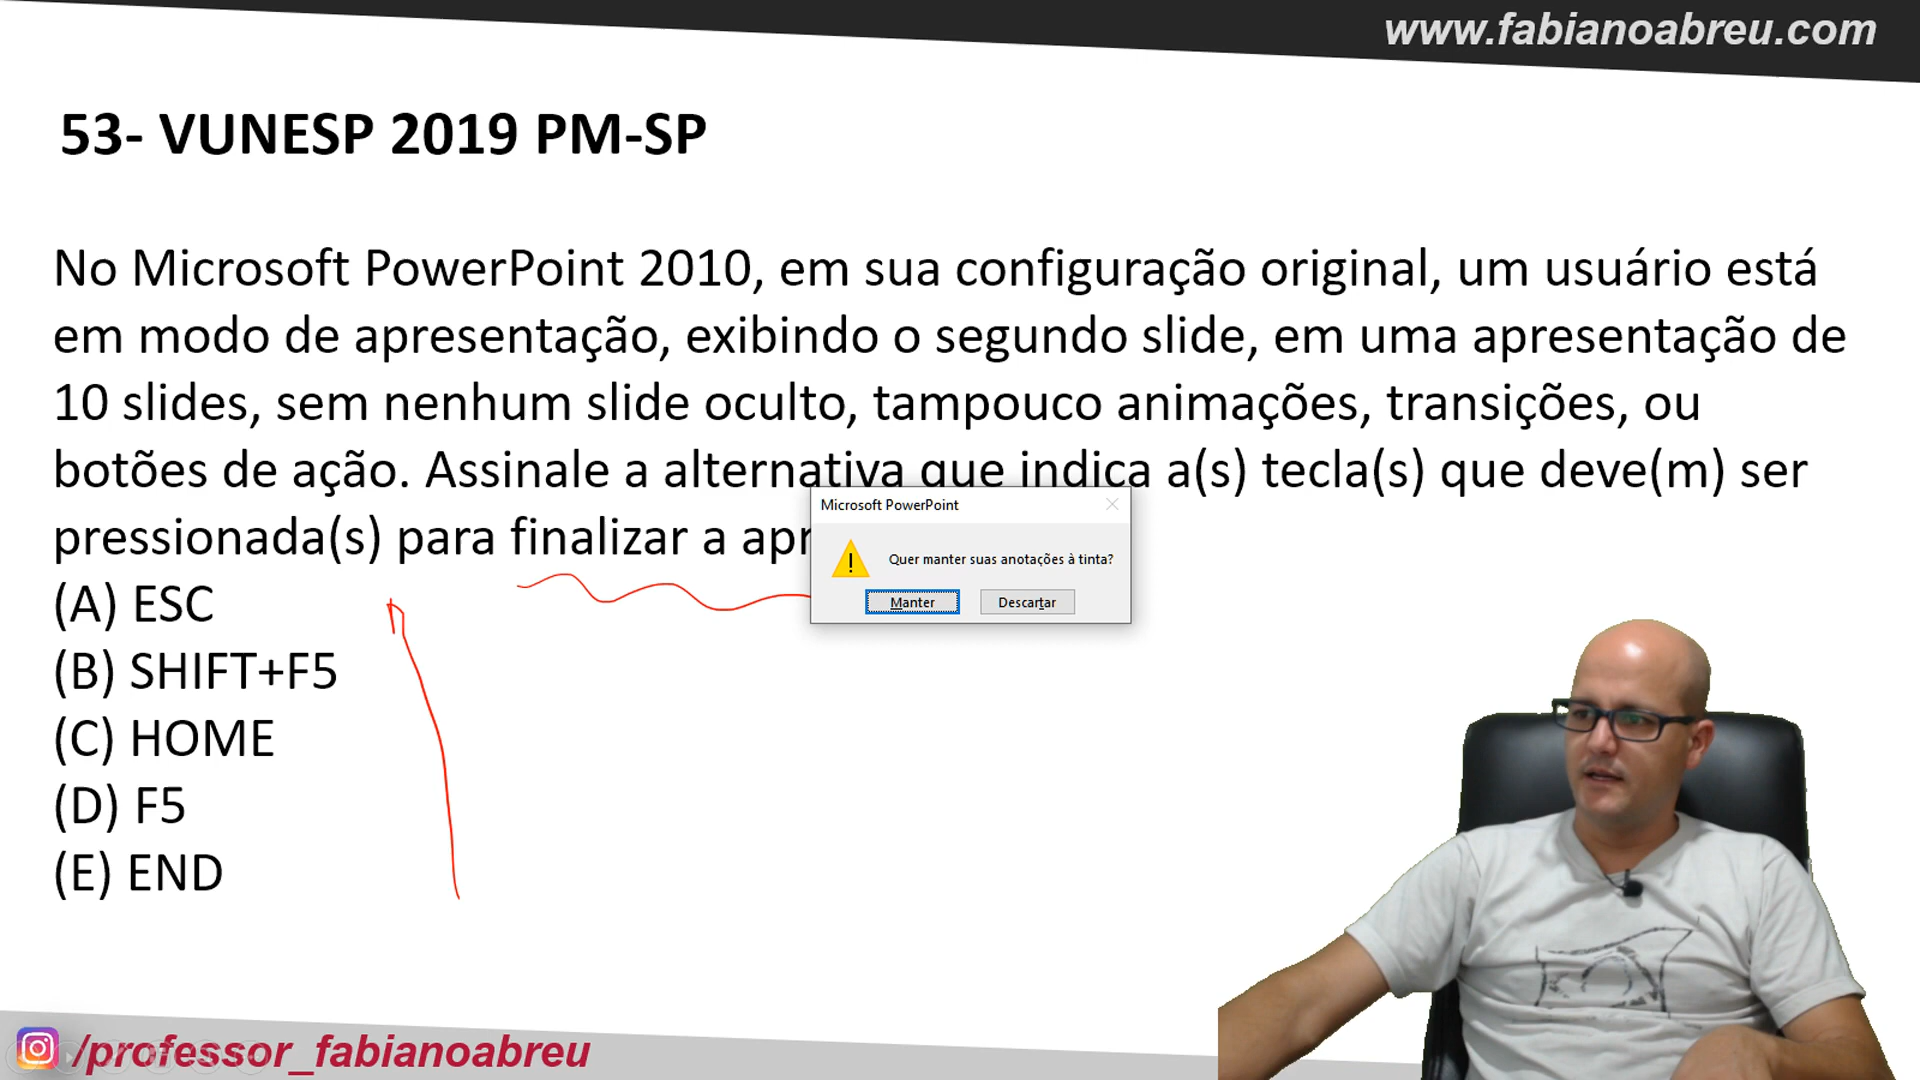 www.fabianoabreu.com
53- VUNESP 2019 PM-SP
No Microsoft PowerPoint 2010, em sua configuração original, um usuário está
em modo de apresentação, exibindo o segundo slide, em uma apresentação de
10 slides, sem nenhum slide oculto, tampouco animações, transições, ou
botões de ação. Assinale a alternativa que indica a(s) tecla(s) que deve(m) ser
pressionada(s) para finalizar a
Microsoft PowerPoint
Quer manter suas anotações à tinta?
Manter Descartar
(A) ESC
(B) SHIFT+F5
(C) HOME
(D) F5
(E) END
/professor_fabianoabreu